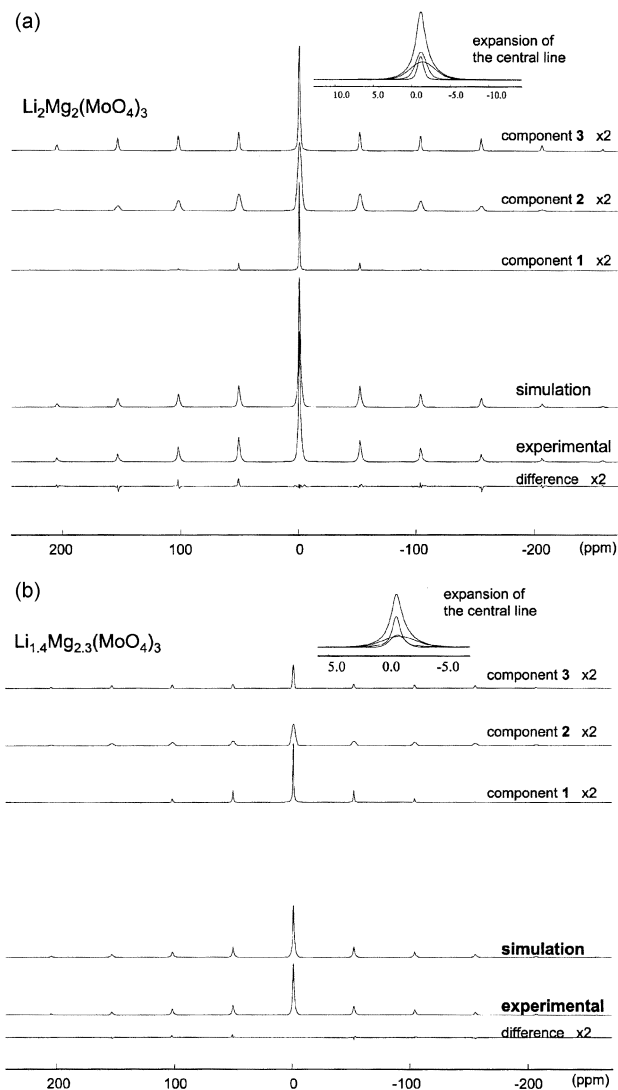 (a)
expansion of
the central line
10.0 5.0 0.0 -5.0 -10.0
Li2Mg2(MoO4)3
component 3 x2
component 2 x2
component 1 x2
simulation
experimental
difference x2
200 100 0 -100 -200 (ppm)
(b)
expansion of
the central line
5.0 0.0 -5.0
Li1.4Mg2.3(MoO4)3
component 3 x2
component 2 x2
component 1 x2
simulation
experimental
difference x2
200 100 0 -100 -200 (ppm)